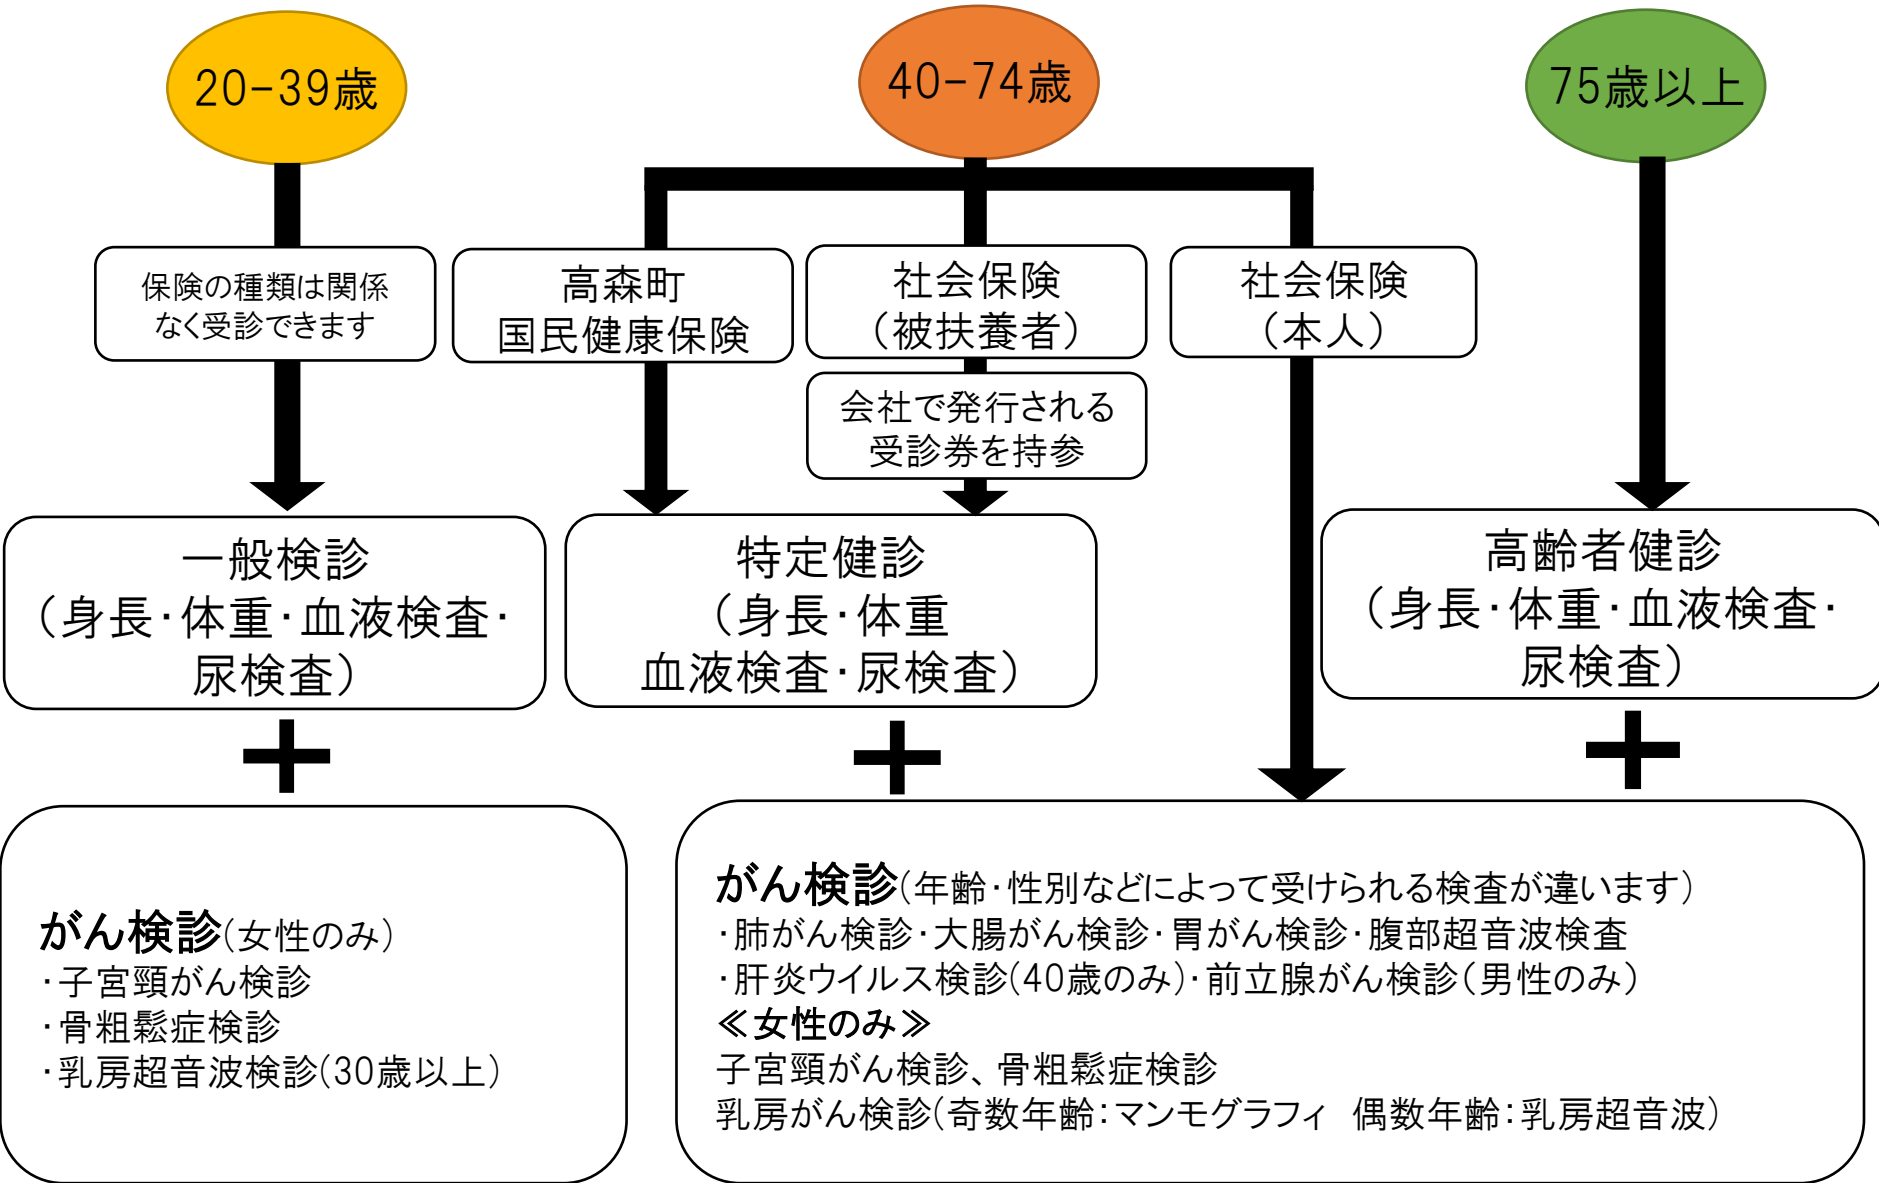 20-39歳
40-74歳
75歳以上
保険の種類は関係
なく受診できます
高森町
国民健康保険
社会保険
（被扶養者）
社会保険
（本人）
会社で発行される
受診券を持参
一般検診
（身長・体重・血液検査・
尿検査）
特定健診
（身長・体重
血液検査・尿検査）
高齢者健診
（身長・体重・血液検査・
尿検査）
がん検診(女性のみ）
・子宮頸がん検診
・骨粗鬆症検診
・乳房超音波検診(30歳以上）
がん検診(年齢・性別などによって受けられる検査が違います）
・肺がん検診・大腸がん検診・胃がん検診・腹部超音波検査
・肝炎ウイルス検診(40歳のみ)・前立腺がん検診（男性のみ）
≪女性のみ≫
子宮頸がん検診、骨粗鬆症検診
乳房がん検診(奇数年齢：マンモグラフィ　偶数年齢：乳房超音波）